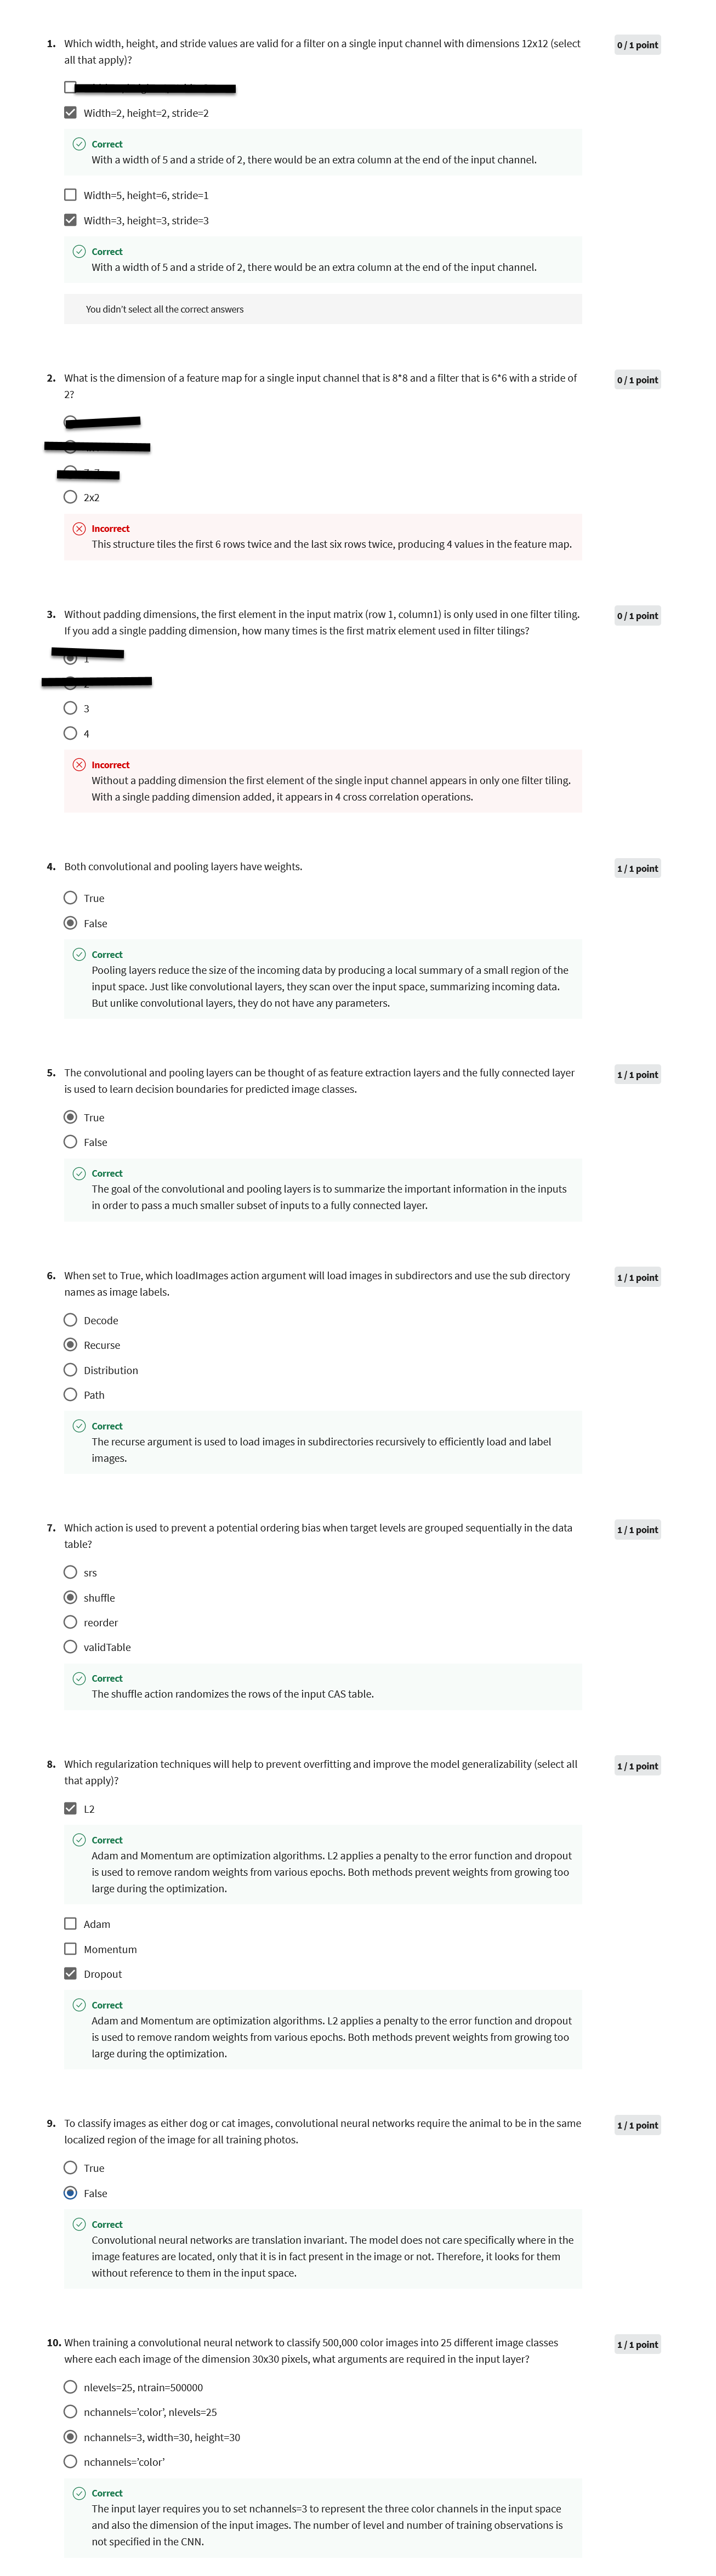 1. Which width, height, and stride values are valid for a filter on a single input channel with dimensions 12x12 (select
all that apply)?
0 / 1 point
Width=2, height=2, stride=2
Correct
With a width of 5 and a stride of 2, there would be an extra column at the end of the input channel.
Width=5, height=6, stride=1
Width=3, height=3, stride=3
Correct
With a width of 5 and a stride of 2, there would be an extra column at the end of the input channel.
You didn't select all the correct answers
2. What is the dimension of a feature map for a single input channel that is 8*8 and a filter that is 6*6 with a stride of
2?
0 / 1 point
2x2
Incorrect
This structure tiles the first 6 rows twice and the last six rows twice, producing 4 values in the feature map.
3. Without padding dimensions, the first element in the input matrix (row 1, column1) is only used in one filter tiling.
If you add a single padding dimension, how many times is the first matrix element used in filter tilings?
0 / 1 point
1
3
4
Incorrect
Without a padding dimension the first element of the single input channel appears in only one filter tiling.
With a single padding dimension added, it appears in 4 cross correlation operations.
4. Both convolutional and pooling layers have weights.
1 / 1 point
True
False
Correct
Pooling layers reduce the size of the incoming data by producing a local summary of a small region of the
input space. Just like convolutional layers, they scan over the input space, summarizing incoming data.
But unlike convolutional layers, they do not have any parameters.
5. The convolutional and pooling layers can be thought of as feature extraction layers and the fully connected layer
is used to learn decision boundaries for predicted image classes.
1 / 1 point
True
False
Correct
The goal of the convolutional and pooling layers is to summarize the important information in the inputs
in order to pass a much smaller subset of inputs to a fully connected layer.
6. When set to True, which loadImages action argument will load images in subdirectors and use the sub directory
names as image labels.
1 / 1 point
Decode
Recurse
Distribution
Path
Correct
The recurse argument is used to load images in subdirectories recursively to efficiently load and label
images.
7. Which action is used to prevent a potential ordering bias when target levels are grouped sequentially in the data
table?
1 / 1 point
srs
shuffle
reorder
validTable
Correct
The shuffle action randomizes the rows of the input CAS table.
8. Which regularization techniques will help to prevent overfitting and improve the model generalizability (select all
that apply)?
1 / 1 point
L2
Correct
Adam and Momentum are optimization algorithms. L2 applies a penalty to the error function and dropout
is used to remove random weights from various epochs. Both methods prevent weights from growing too
large during the optimization.
Adam
Momentum
Dropout
Correct
Adam and Momentum are optimization algorithms. L2 applies a penalty to the error function and dropout
is used to remove random weights from various epochs. Both methods prevent weights from growing too
large during the optimization.
9. To classify images as either dog or cat images, convolutional neural networks require the animal to be in the same
localized region of the image for all training photos.
1 / 1 point
True
False
Correct
Convolutional neural networks are translation invariant. The model does not care specifically where in the
image features are located, only that it is in fact present in the image or not. Therefore, it looks for them
without reference to them in the input space.
10. When training a convolutional neural network to classify 500,000 color images into 25 different image classes
where each each image of the dimension 30x30 pixels, what arguments are required in the input layer?
1 / 1 point
nlevels=25, ntrain=500000
nchannels='color', nlevels=25
nchannels=3, width=30, height=30
nchannels='color'
Correct
The input layer requires you to set nchannels=3 to represent the three color channels in the input space
and also the dimension of the input images. The number of level and number of training observations is
not specified in the CNN.